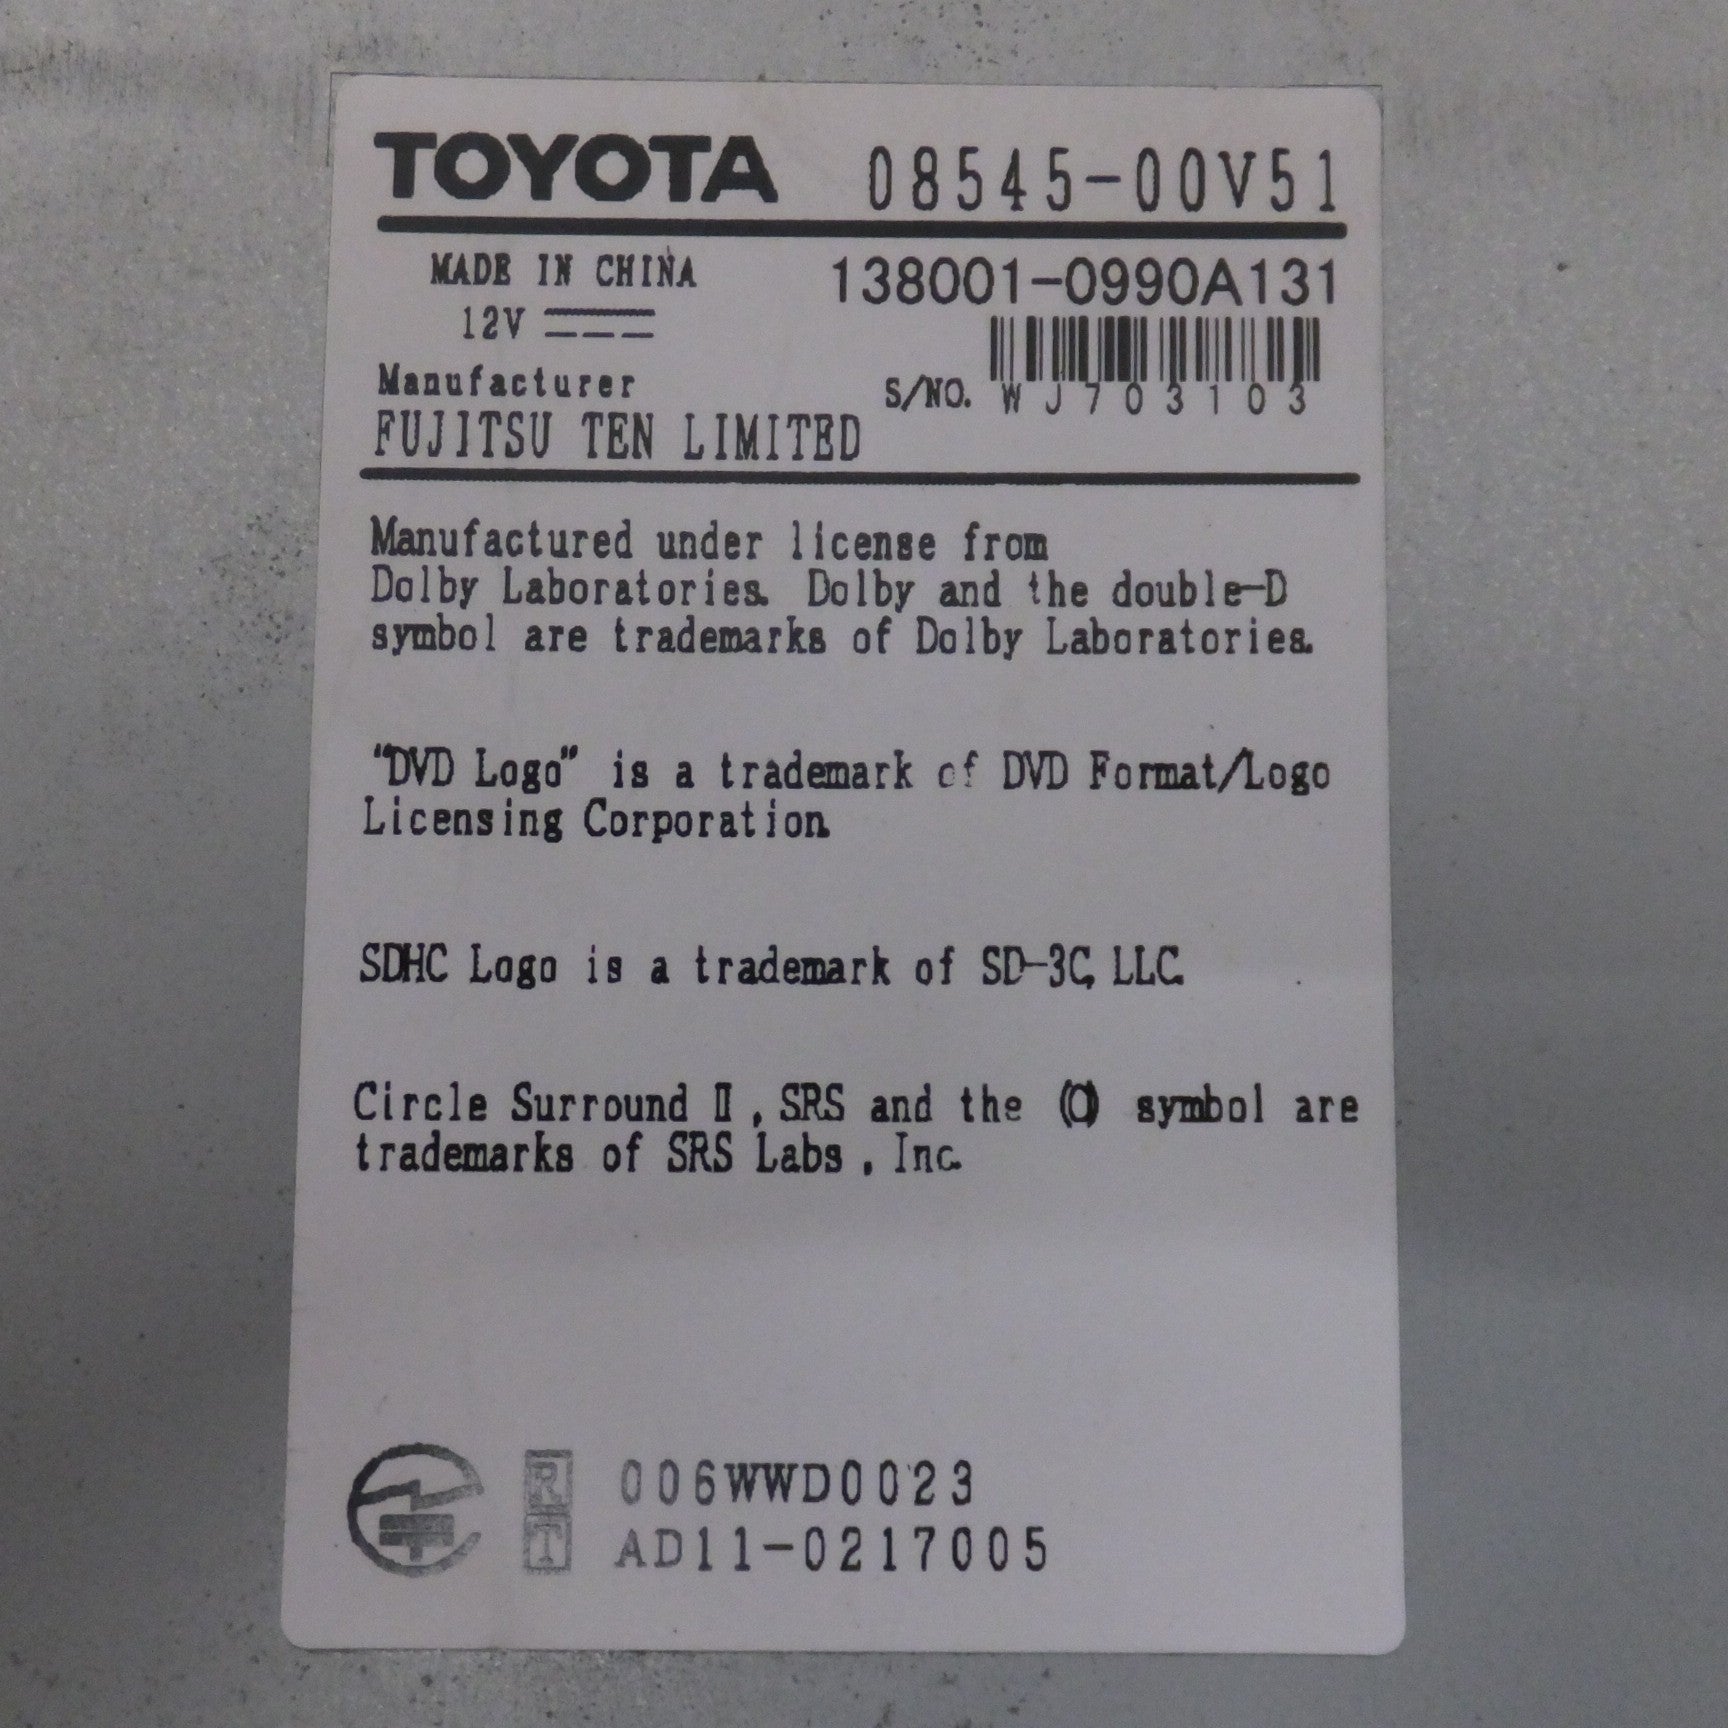 TOYOTA 08545-00V51
MADE IN CHINA 138001-0990A131
12V
Manufacturer S/NO. WJ703103
FUJITSU TEN LIMITED
Manufactured under license from
Dolby Laboratories. Dolby and the double-D
symbol are trademarks of Dolby Laboratories.
"DVD Logo" is a trademark of DVD Format/Logo
Licensing Corporation.
SDHC Logo is a trademark of SD-3C, LLC.
Circle Surround Ⅱ, SRS and the symbol are
trademarks of SRS Labs, Inc.
R 006WWD0023
T AD11-0217005